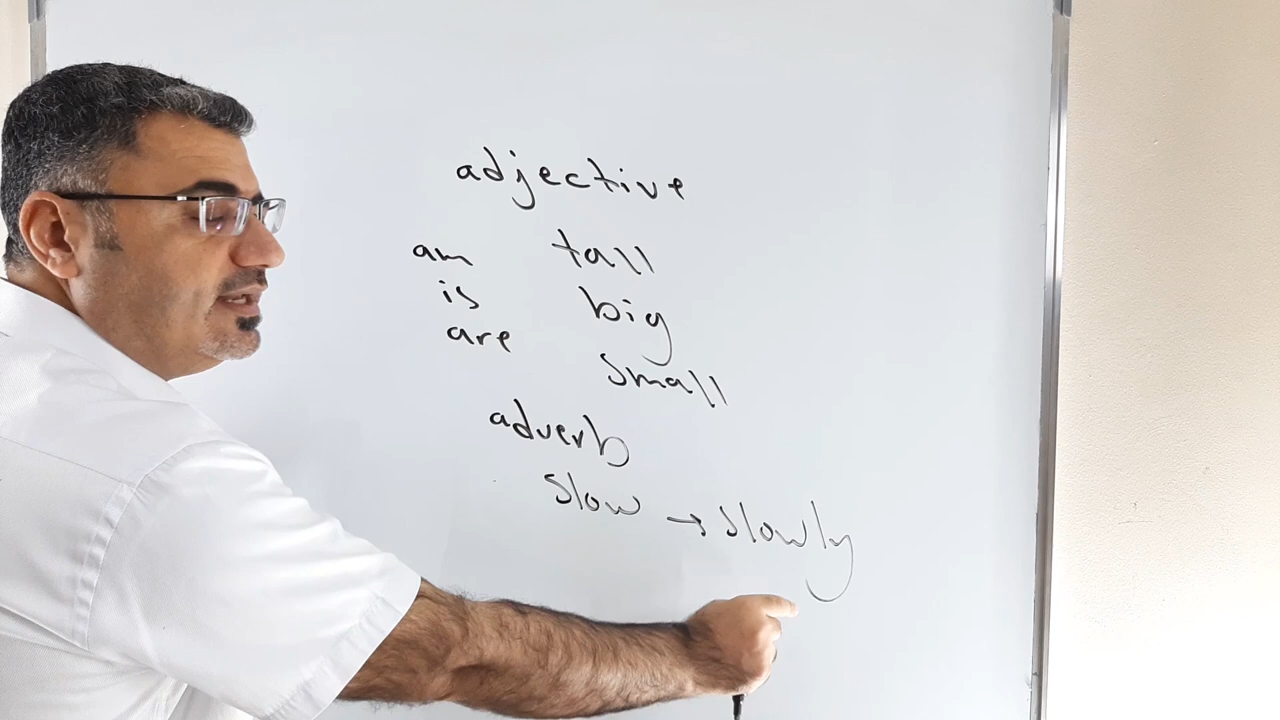 adjective
am tall
is big
are small
adverb
slow → slowly